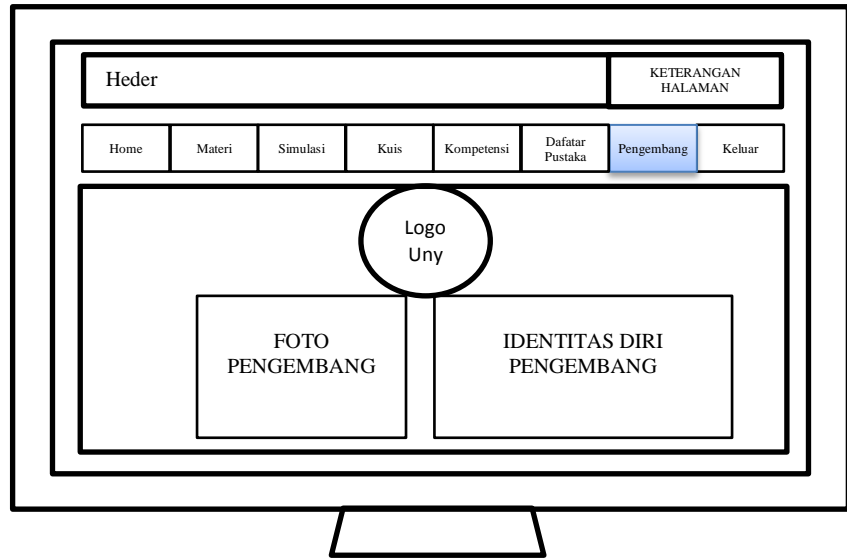 Heder
KETERANGAN
HALAMAN
Home
Materi
Simulasi
Kuis
Kompetensi
Dafatar
Pustaka
Pengembang
Keluar
Logo
Uny
FOTO
PENGEMBANG
IDENTITAS DIRI
PENGEMBANG